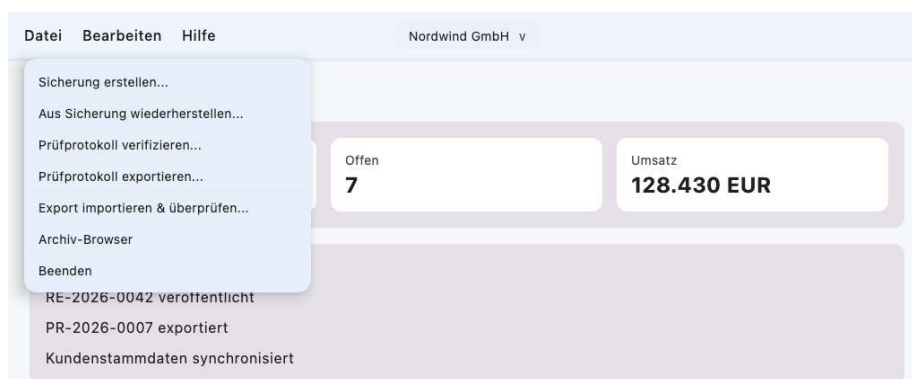 Datei Bearbeiten Hilfe Nordwind GmbH v
Sicherung erstellen...
Aus Sicherung wiederherstellen...
Prüfprotokoll verifizieren...
Prüfprotokoll exportieren...
Export importieren & überprüfen...
Archiv-Browser
Beenden
Offen
7
Umsatz
128.430 EUR
RE-2026-0042 veröffentlicht
PR-2026-0007 exportiert
Kundenstammdaten synchronisiert